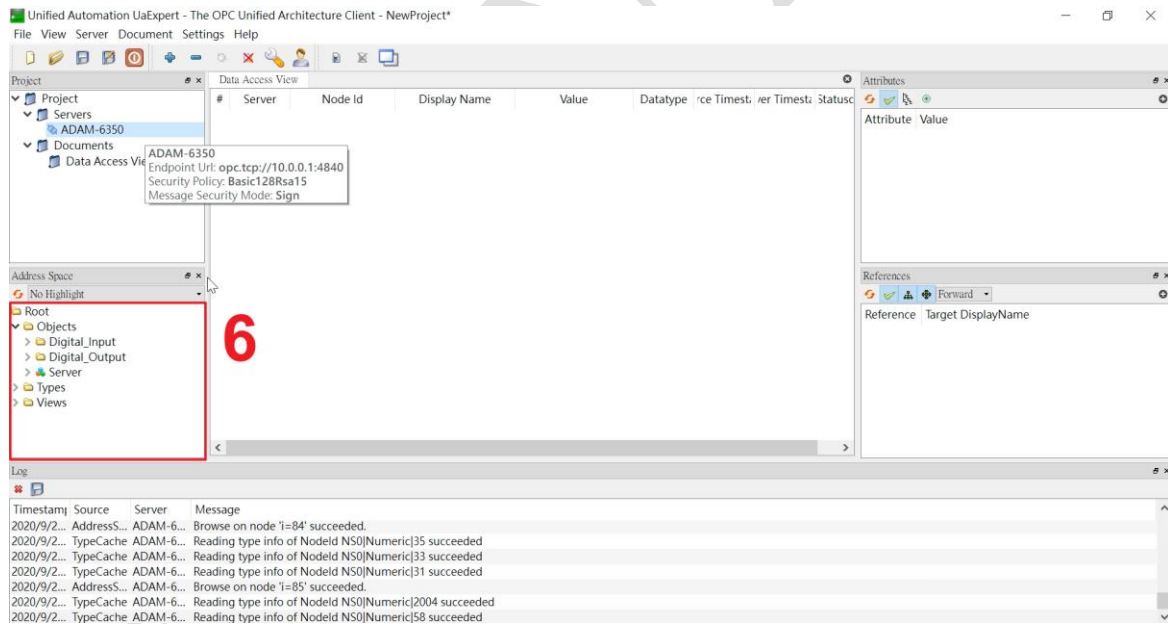 Unified Automation UaExpert - The OPC Unified Architecture Client - NewProject*
File View Server Document Settings Help
Project
Project
Servers
ADAM-6350
Documents
Data Access Vie
ADAM-6350
Endpoint Url: opc.tcp://10.0.0.1:4840
Security Policy: Basic128Rsa15
Message Security Mode: Sign
Data Access View
# Server Node Id Display Name Value Datatype rce Timesta ver Timesta Statusc
Attributes
Attribute Value
Address Space
No Highlight
Root
Objects
Digital_Input
Digital_Output
Server
Types
Views
6
References
Forward
Reference Target DisplayName
Log
Timestamp Source Server Message
2020/9/2... AddressS... ADAM-6... Browse on node 'i=84' succeeded.
2020/9/2... TypeCache ADAM-6... Reading type info of NodeId NS0|Numeric|35 succeeded
2020/9/2... TypeCache ADAM-6... Reading type info of NodeId NS0|Numeric|33 succeeded
2020/9/2... TypeCache ADAM-6... Reading type info of NodeId NS0|Numeric|31 succeeded
2020/9/2... AddressS... ADAM-6... Browse on node 'i=85' succeeded.
2020/9/2... TypeCache ADAM-6... Reading type info of NodeId NS0|Numeric|2004 succeeded
2020/9/2... TypeCache ADAM-6... Reading type info of NodeId NS0|Numeric|58 succeeded